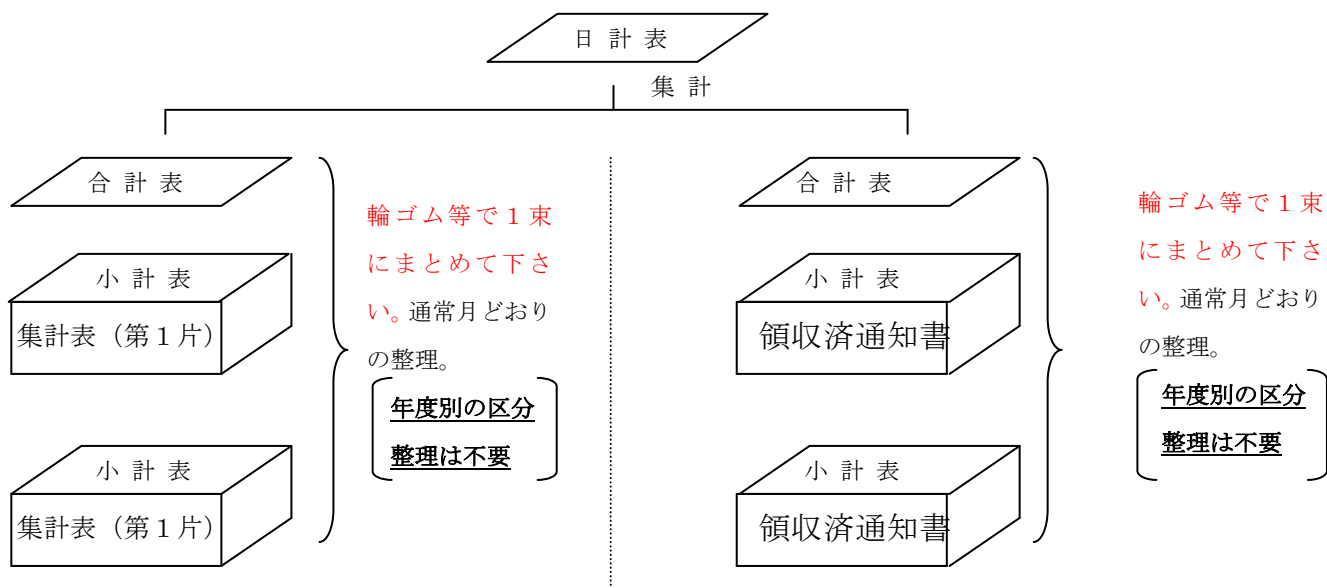 日 計 表
集 計
合 計 表
小 計 表
集計表（第１片）
小 計 表
集計表（第１片）
輪ゴム等で１束
にまとめて下さ
い。通常月どおり
の整理。
年度別の区分
整理は不要
合 計 表
小 計 表
領収済通知書
小 計 表
領収済通知書
輪ゴム等で１束
にまとめて下さ
い。通常月どおり
の整理。
年度別の区分
整理は不要